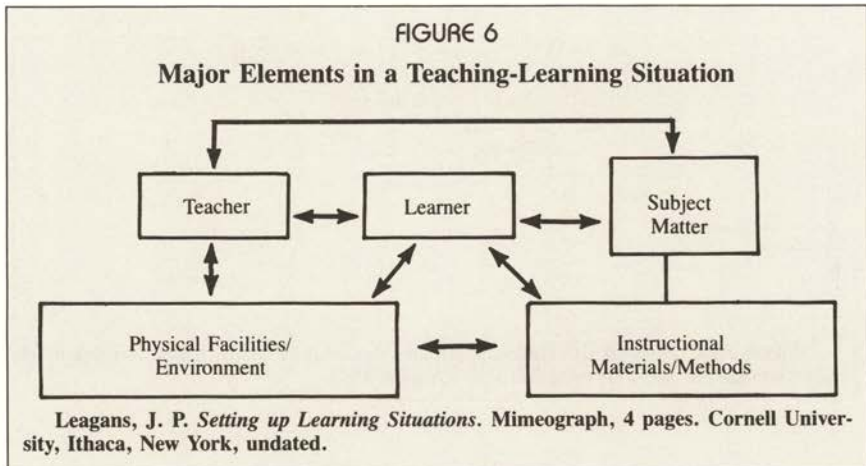 FIGURE 6
Major Elements in a Teaching-Learning Situation
Teacher
Learner
Subject
Matter
Physical Facilities/
Environment
Instructional
Materials/Methods
Leagans, J. P. Setting up Learning Situations. Mimeograph, 4 pages. Cornell Univer-
sity, Ithaca, New York, undated.